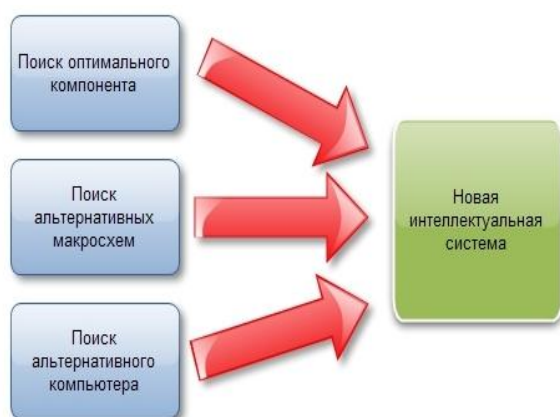 Поиск оптимального
компонента
Поиск
альтернативных
макросхем
Поиск
альтернативного
компьютера
Новая
интеллектуальная
система